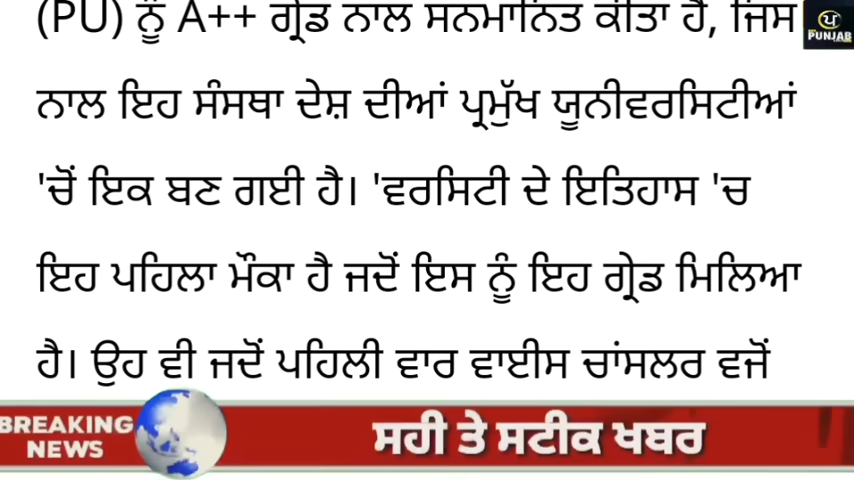 (PU) ਨੂੰ A++ ਗ੍ਰੇਡ ਨਾਲ ਸਨਮਾਨਿਤ ਕੀਤਾ ਹੈ, ਜਿਸ
ਨਾਲ ਇਹ ਸੰਸਥਾ ਦੇਸ਼ ਦੀਆਂ ਪ੍ਰਮੁੱਖ ਯੂਨੀਵਰਸਿਟੀਆਂ
'ਚੋਂ ਇਕ ਬਣ ਗਈ ਹੈ। 'ਵਰਸਿਟੀ ਦੇ ਇਤਿਹਾਸ 'ਚ
ਇਹ ਪਹਿਲਾ ਮੌਕਾ ਹੈ ਜਦੋਂ ਇਸ ਨੂੰ ਇਹ ਗ੍ਰੇਡ ਮਿਲਿਆ
ਹੈ। ਉਹ ਵੀ ਜਦੋਂ ਪਹਿਲੀ ਵਾਰ ਵਾਈਸ ਚਾਂਸਲਰ ਵਜੋਂ
ਪ
PUNJAB
BREAKING
NEWS
ਸਹੀ ਤੇ ਸਟੀਕ ਖਬਰ